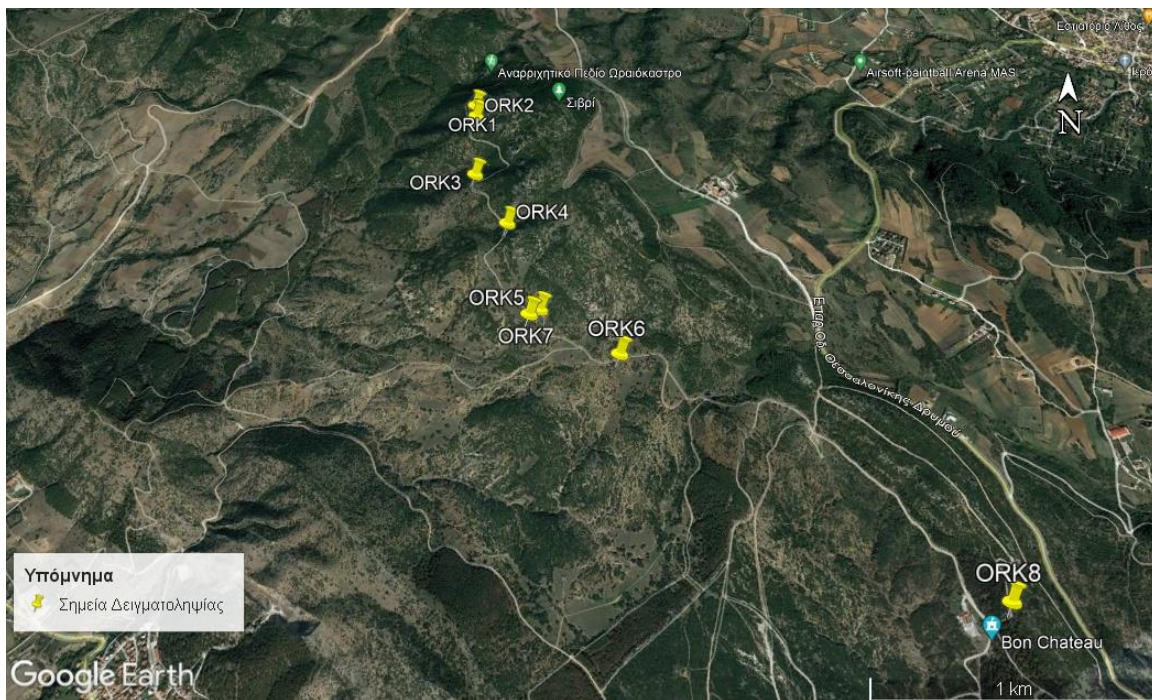 Εστιατόριο Λίθος
Αναρριχητικό Πεδίο Ωραιόκαστρο
Airsoft-paintball Arena MAS
Ιερό
Σιβρί
N
ORK2
ORK1
ORK3
ORK4
ORK5
ORK7
ORK6
Επαρ.Οδ. Θεσσαλονίκης-Δρυμού
ORK8
Bon Chateau
Υπόμνημα
Σημεία Δειγματοληψίας
Google Earth
1 km